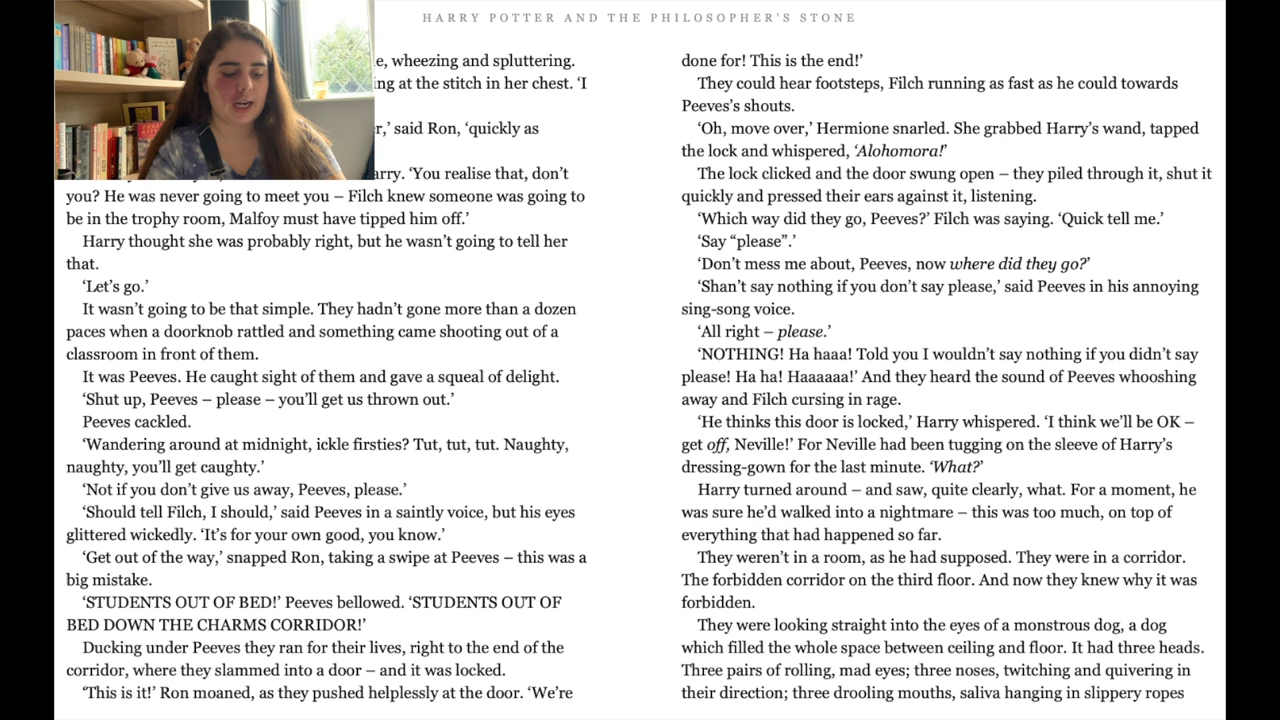 HARRY POTTER AND THE PHILOSOPHER'S STONE
e, wheezing and spluttering.
ing at the stitch in her chest. ‘I
r,’ said Ron, ‘quickly as
arry. ‘You realise that, don’t
you? He was never going to meet you – Filch knew someone was going to
be in the trophy room, Malfoy must have tipped him off.’
Harry thought she was probably right, but he wasn’t going to tell her
that.
‘Let’s go.’
It wasn’t going to be that simple. They hadn’t gone more than a dozen
paces when a doorknob rattled and something came shooting out of a
classroom in front of them.
It was Peeves. He caught sight of them and gave a squeal of delight.
‘Shut up, Peeves – please – you’ll get us thrown out.’
Peeves cackled.
‘Wandering around at midnight, ickle firsties? Tut, tut, tut. Naughty,
naughty, you’ll get caughty.’
‘Not if you don’t give us away, Peeves, please.’
‘Should tell Filch, I should,’ said Peeves in a saintly voice, but his eyes
glittered wickedly. ‘It’s for your own good, you know.’
‘Get out of the way,’ snapped Ron, taking a swipe at Peeves – this was a
big mistake.
‘STUDENTS OUT OF BED!’ Peeves bellowed. ‘STUDENTS OUT OF
BED DOWN THE CHARMS CORRIDOR!’
Ducking under Peeves they ran for their lives, right to the end of the
corridor, where they slammed into a door – and it was locked.
‘This is it!’ Ron moaned, as they pushed helplessly at the door. ‘We’re
done for! This is the end!’
They could hear footsteps, Filch running as fast as he could towards
Peeves’s shouts.
‘Oh, move over,’ Hermione snarled. She grabbed Harry’s wand, tapped
the lock and whispered, ‘Alohomora!’
The lock clicked and the door swung open – they piled through it, shut it
quickly and pressed their ears against it, listening.
‘Which way did they go, Peeves?’ Filch was saying. ‘Quick tell me.’
‘Say “please”.’
‘Don’t mess me about, Peeves, now where did they go?’
‘Shan’t say nothing if you don’t say please,’ said Peeves in his annoying
sing-song voice.
‘All right – please.’
‘NOTHING! Ha haaa! Told you I wouldn’t say nothing if you didn’t say
please! Ha ha! Haaaaaa!’ And they heard the sound of Peeves whooshing
away and Filch cursing in rage.
‘He thinks this door is locked,’ Harry whispered. ‘I think we’ll be OK –
get off, Neville!’ For Neville had been tugging on the sleeve of Harry’s
dressing-gown for the last minute. ‘What?’
Harry turned around – and saw, quite clearly, what. For a moment, he
was sure he’d walked into a nightmare – this was too much, on top of
everything that had happened so far.
They weren’t in a room, as he had supposed. They were in a corridor.
The forbidden corridor on the third floor. And now they knew why it was
forbidden.
They were looking straight into the eyes of a monstrous dog, a dog
which filled the whole space between ceiling and floor. It had three heads.
Three pairs of rolling, mad eyes; three noses, twitching and quivering in
their direction; three drooling mouths, saliva hanging in slippery ropes